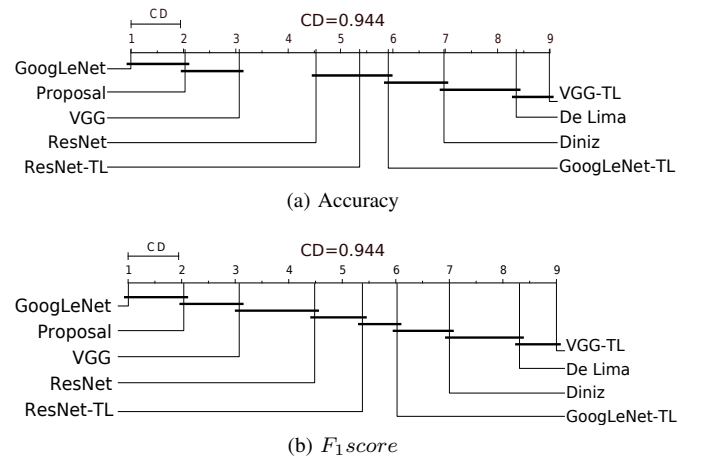 CD
CD=0.944
1 2 3 4 5 6 7 8 9
GoogLeNet
Proposal
VGG
ResNet
ResNet-TL
VGG-TL
De Lima
Diniz
GoogLeNet-TL
(a) Accuracy
CD
CD=0.944
1 2 3 4 5 6 7 8 9
GoogLeNet
Proposal
VGG
ResNet
ResNet-TL
VGG-TL
De Lima
Diniz
GoogLeNet-TL
(b) F₁score